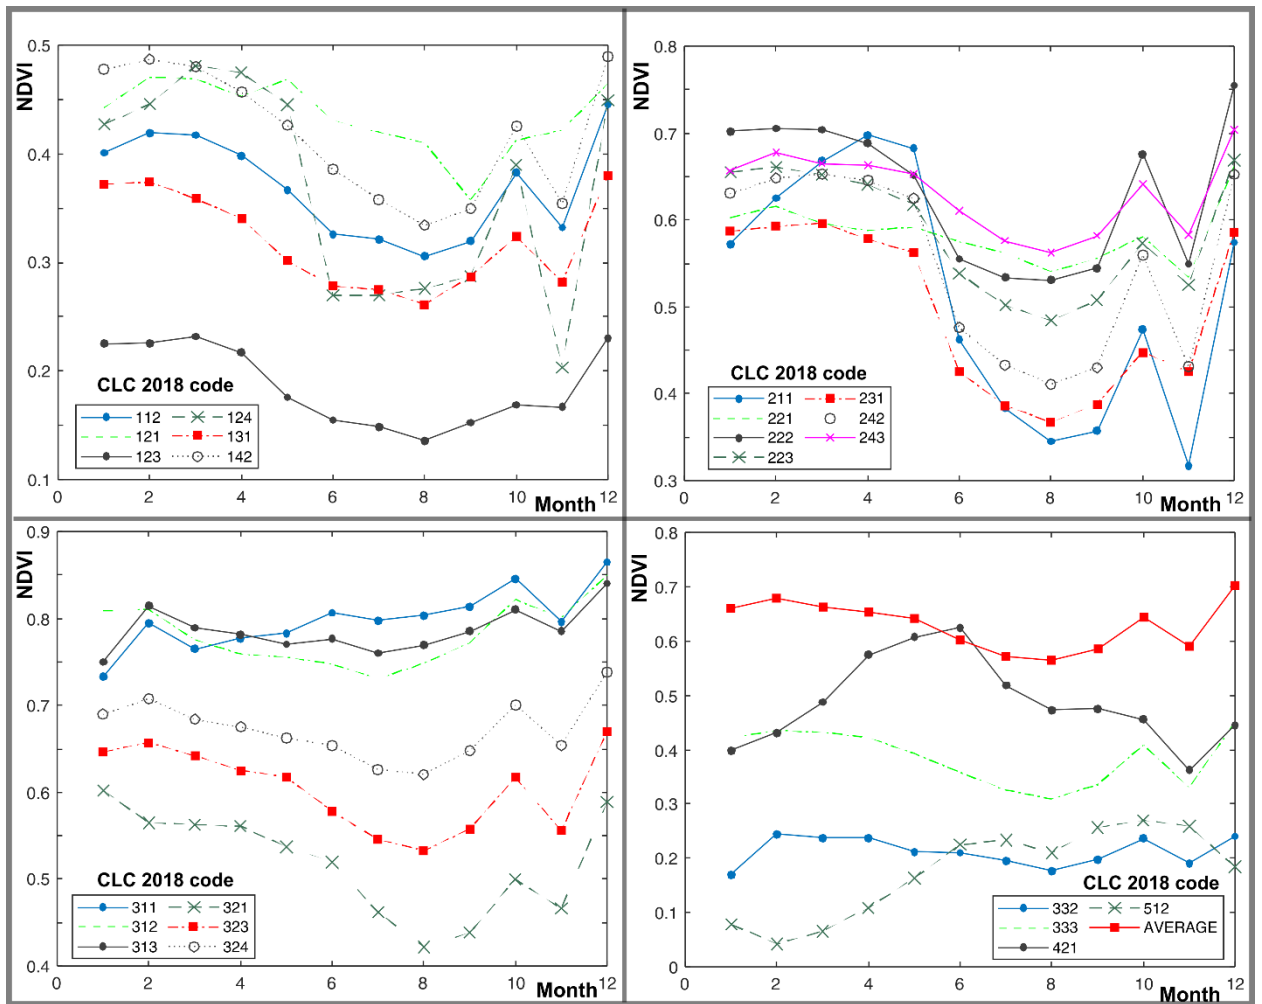 NDVI
0.5
0.4
0.3
0.2
0.1
0 2 4 6 8 10 12
Month
CLC 2018 code
112 124
121 131
123 142
NDVI
0.8
0.7
0.6
0.5
0.4
0.3
0 2 4 6 8 10 12
Month
CLC 2018 code
211 231
221 242
222 243
223
NDVI
0.9
0.8
0.7
0.6
0.5
0.4
0 2 4 6 8 10 12
Month
CLC 2018 code
311 321
312 323
313 324
NDVI
0.8
0.7
0.6
0.5
0.4
0.3
0.2
0.1
0
0 2 4 6 8 10 12
Month
CLC 2018 code
332 512
333 AVERAGE
421